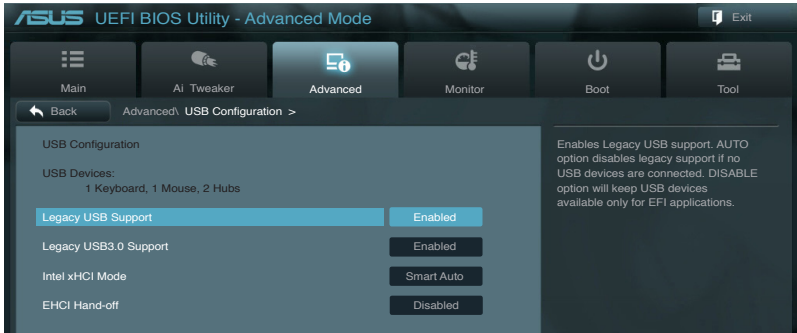 ASUS UEFI BIOS Utility - Advanced Mode
Exit
Main
Ai Tweaker
Advanced
Monitor
Boot
Tool
Back
Advanced\ USB Configuration >
USB Configuration
USB Devices:
1 Keyboard, 1 Mouse, 2 Hubs
Legacy USB Support Enabled
Legacy USB3.0 Support Enabled
Intel xHCI Mode Smart Auto
EHCI Hand-off Disabled
Enables Legacy USB support. AUTO
option disables legacy support if no
USB devices are connected. DISABLE
option will keep USB devices
available only for EFI applications.